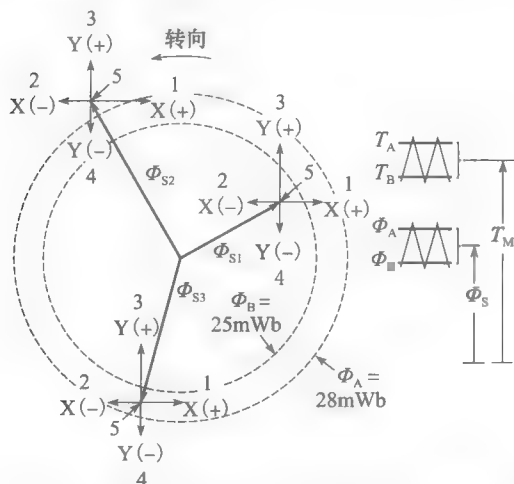 3
Y(+)
转向
2
5
1
X(-)
X(+)
Y(-)
4
Φ_S2
3
Y(+)
5
2
1
X(-)
X(+)
Φ_S1
Y(-)
4
Φ_S3
3
Y(+)
Φ_B=
25mWb
2
1
X(-)
X(+)
5
Y(-)
4
Φ_A=
28mWb
T_A
T_B
Φ_A
T_M
Φ_S